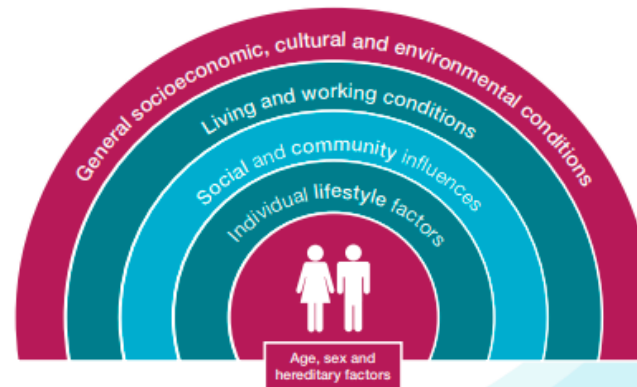 General socioeconomic, cultural and environmental conditions
Living and working conditions
Social and community influences
Individual lifestyle factors
Age, sex and
hereditary factors